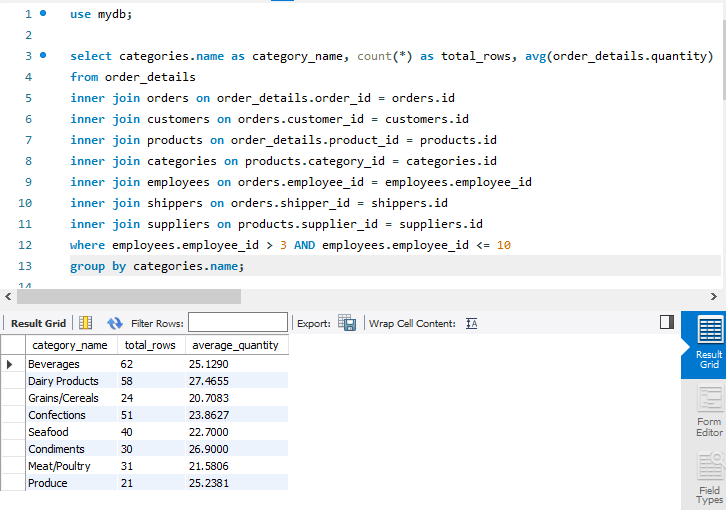 1 use mydb;
2
3 select categories.name as category_name, count(*) as total_rows, avg(order_details.quantity)
4 from order_details
5 inner join orders on order_details.order_id = orders.id
6 inner join customers on orders.customer_id = customers.id
7 inner join products on order_details.product_id = products.id
8 inner join categories on products.category_id = categories.id
9 inner join employees on orders.employee_id = employees.employee_id
10 inner join shippers on orders.shipper_id = shippers.id
11 inner join suppliers on products.supplier_id = suppliers.id
12 where employees.employee_id > 3 AND employees.employee_id <= 10
13 group by categories.name;
14
Result Grid Filter Rows: Export: Wrap Cell Content:
category_name total_rows average_quantity
Beverages 62 25.1290
Dairy Products 58 27.4655
Grains/Cereals 24 20.7083
Confections 51 23.8627
Seafood 40 22.7000
Condiments 30 26.9000
Meat/Poultry 31 21.5806
Produce 21 25.2381
Result
Grid
Form
Editor
Field
Types